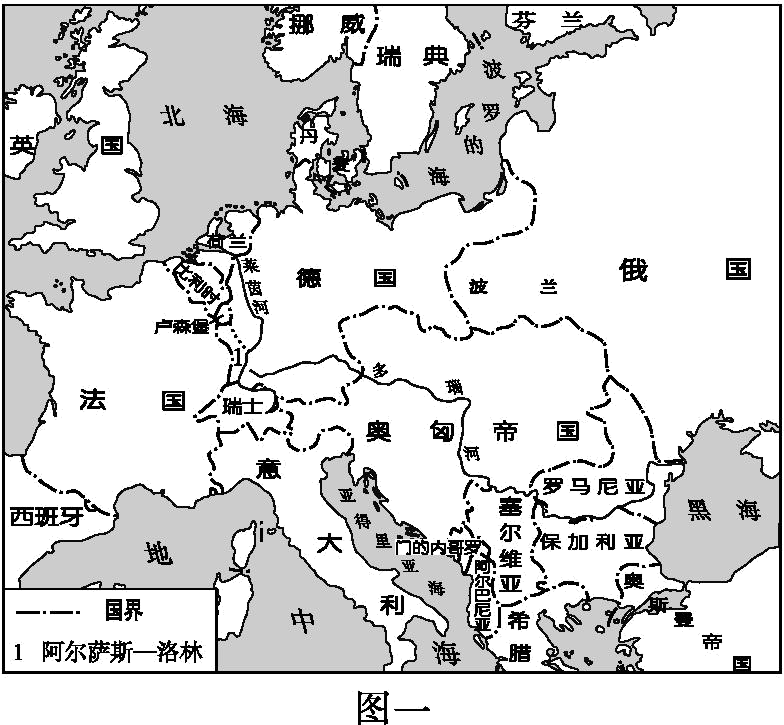 挪威
芬兰
瑞典
波罗的海
北海
英国
丹麦
荷兰
莱茵河
比利时
德国
波兰
俄国
卢森堡
1
多瑙河
法国
瑞士
奥匈帝国
意大利
罗马尼亚
黑海
西班牙
亚得里亚海
塞尔维亚
保加利亚
门的内哥罗
阿尔巴尼亚
地中海
奥斯曼帝国
希腊
国界
1 阿尔萨斯—洛林
图一